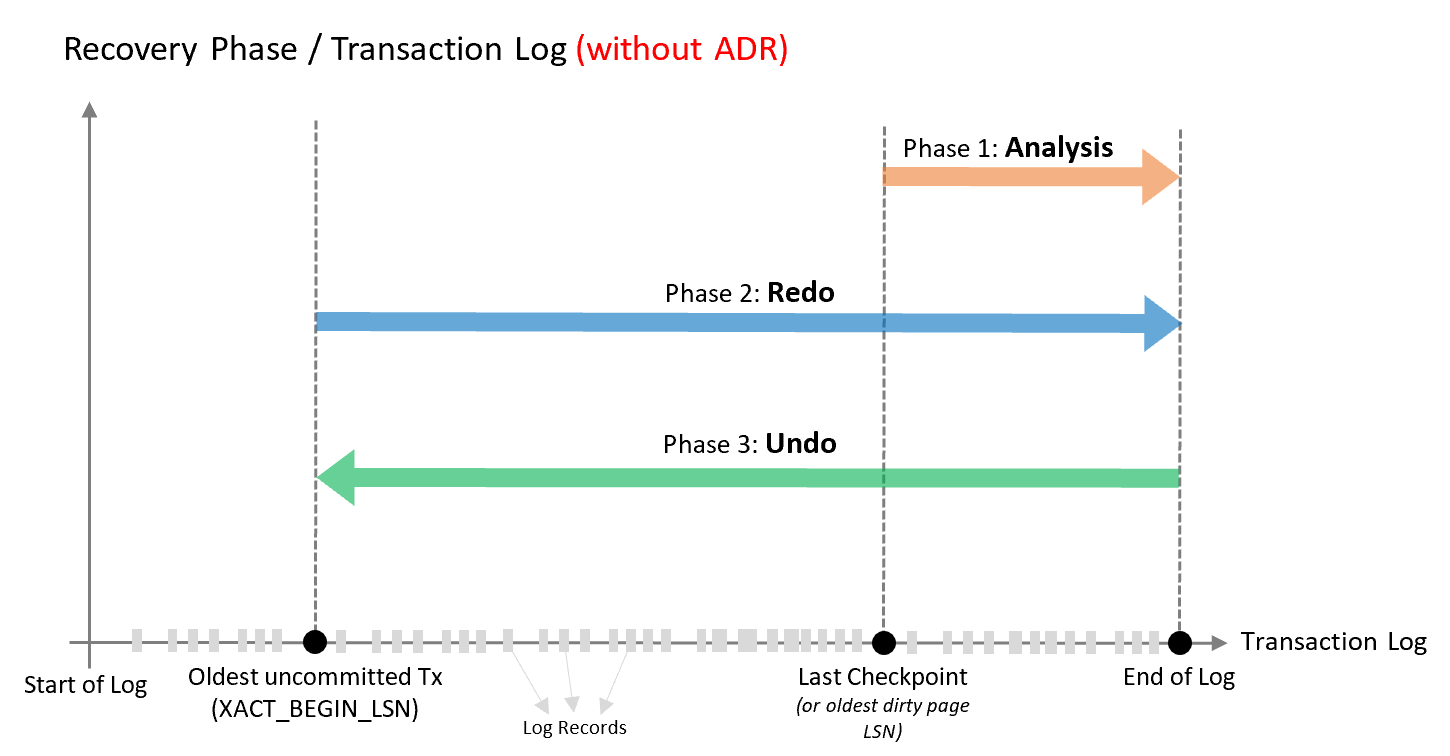 Recovery Phase / Transaction Log (without ADR)
Phase 1: Analysis
Phase 2: Redo
Phase 3: Undo
Transaction Log
Start of Log
Oldest uncommitted Tx
(XACT_BEGIN_LSN)
Log Records
Last Checkpoint
(or oldest dirty page
LSN)
End of Log